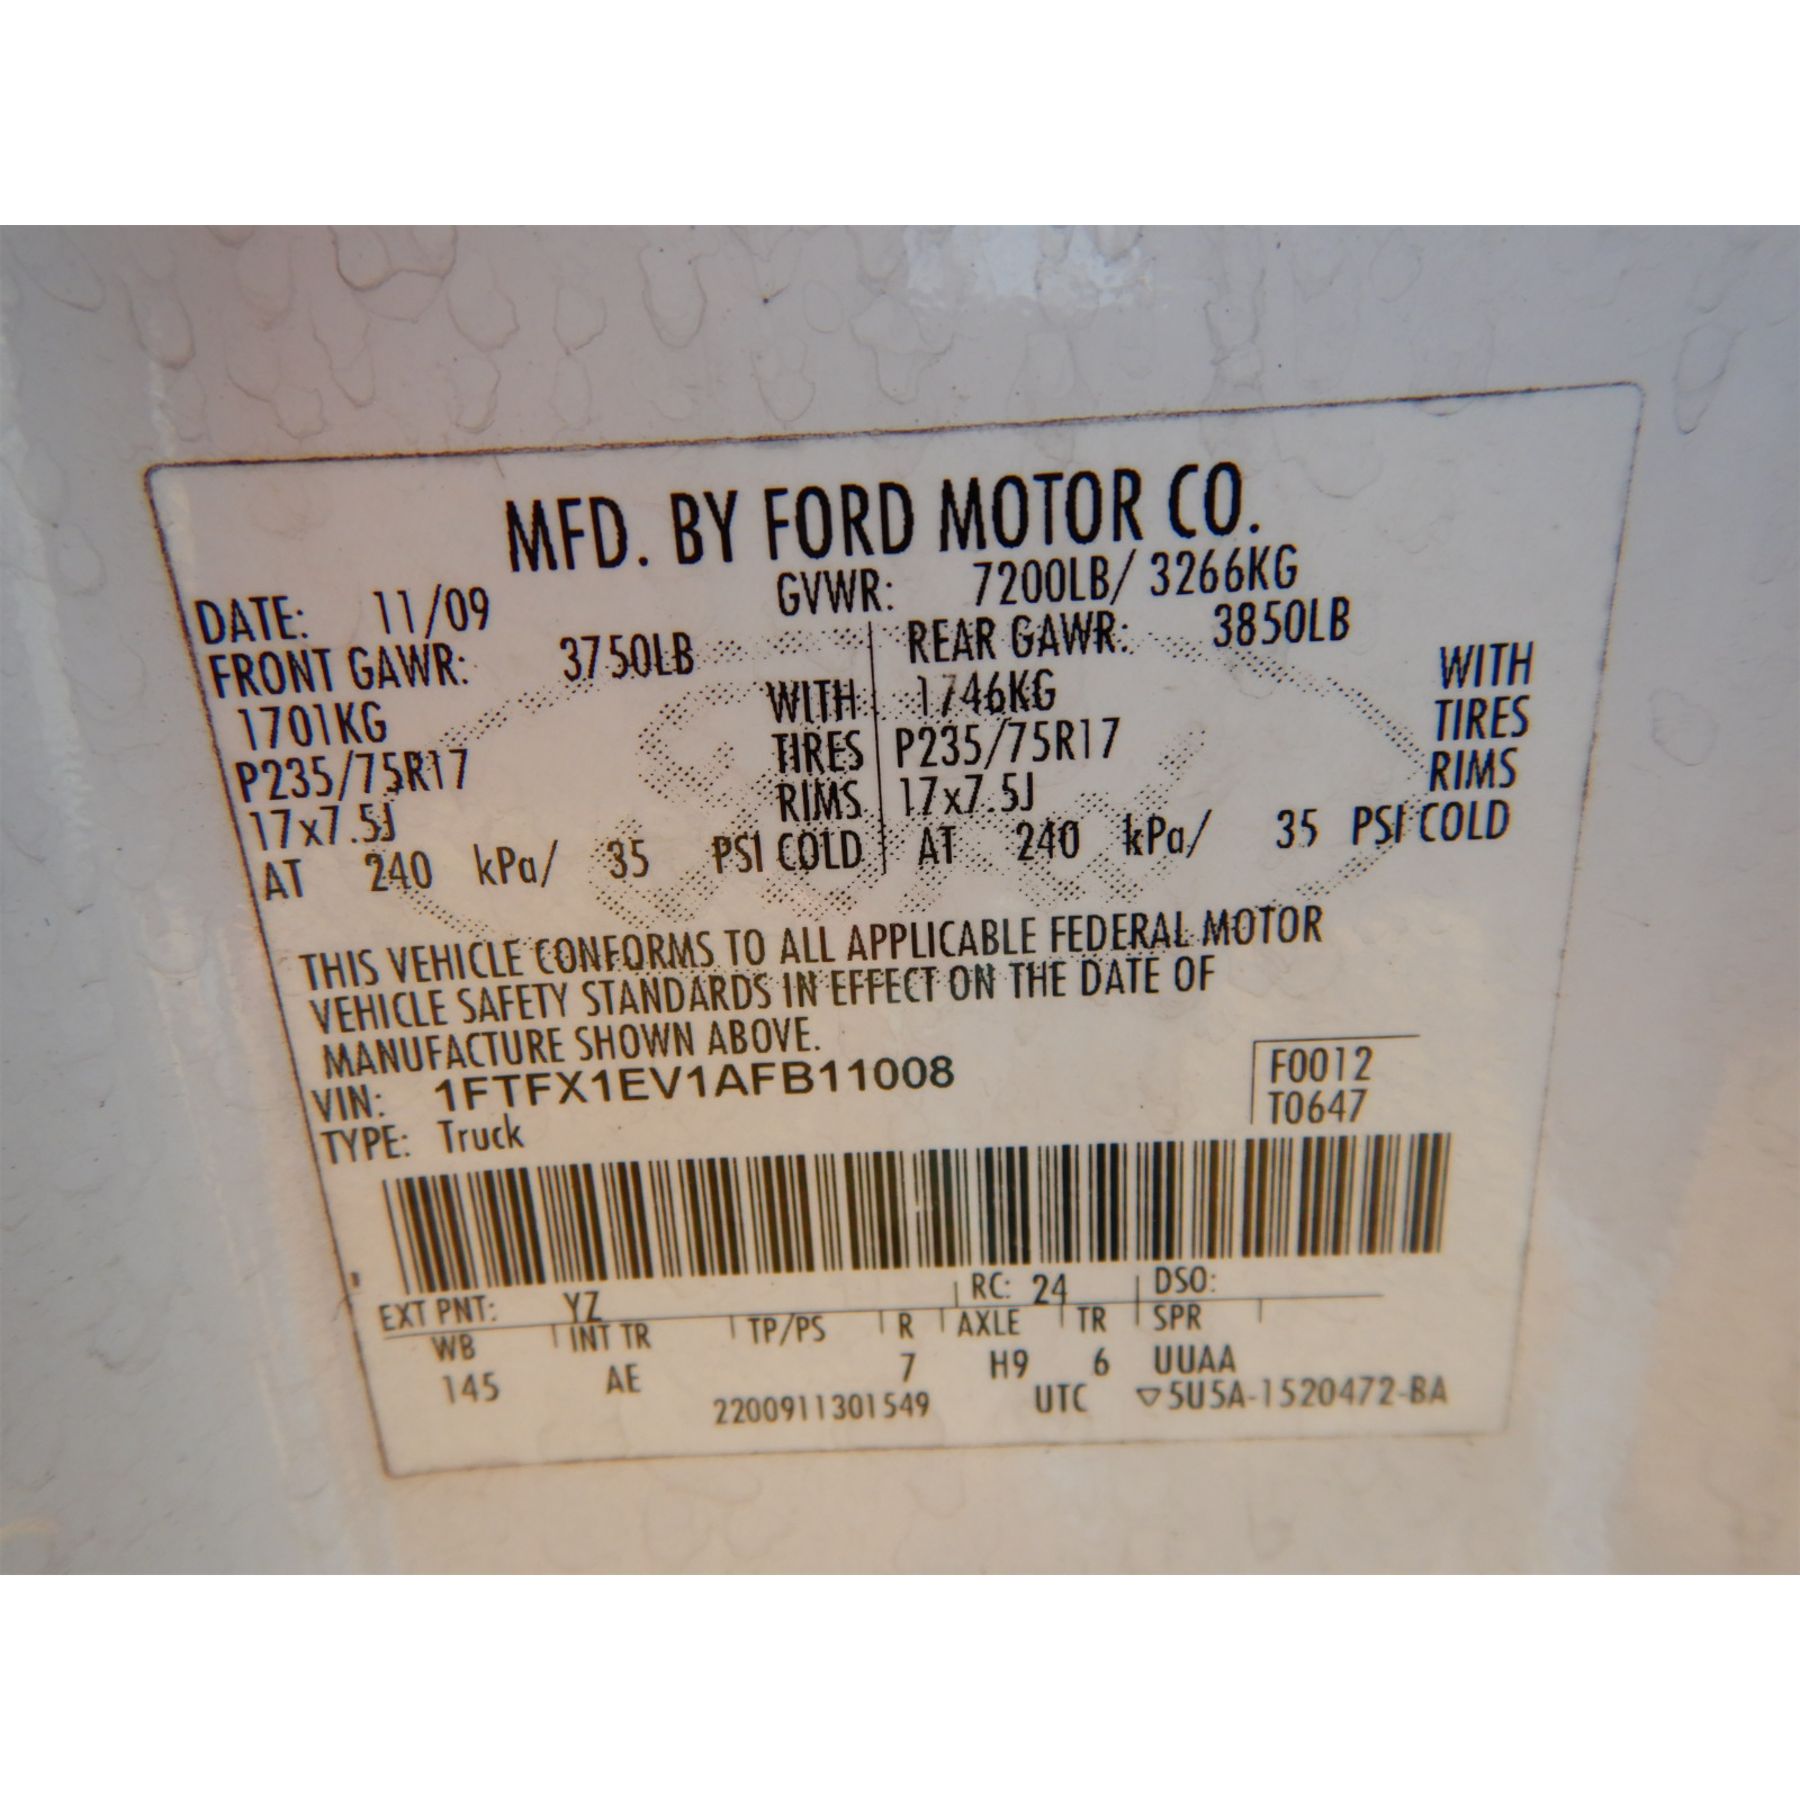 MFD. BY FORD MOTOR CO.
DATE: 11/09 GVWR: 7200LB/ 3266KG
FRONT GAWR: 3750LB REAR GAWR: 3850LB
1701KG WITH 1746KG WITH
P235/75R17 TIRES P235/75R17 TIRES
17x7.5J RIMS 17x7.5J RIMS
AT 240 kPa/ 35 PSI COLD AT 240 kPa/ 35 PSI COLD
THIS VEHICLE CONFORMS TO ALL APPLICABLE FEDERAL MOTOR
VEHICLE SAFETY STANDARDS IN EFFECT ON THE DATE OF
MANUFACTURE SHOWN ABOVE.
VIN: 1FTFX1EV1AFB11008 F0012
TYPE: Truck T0647
EXT PNT: YZ RC: 24 DSO:
WB INT TR TP/PS R AXLE TR SPR
145 AE 7 H9 6 UUAA
2200911301549 UTC ▽5U5A-1520472-BA